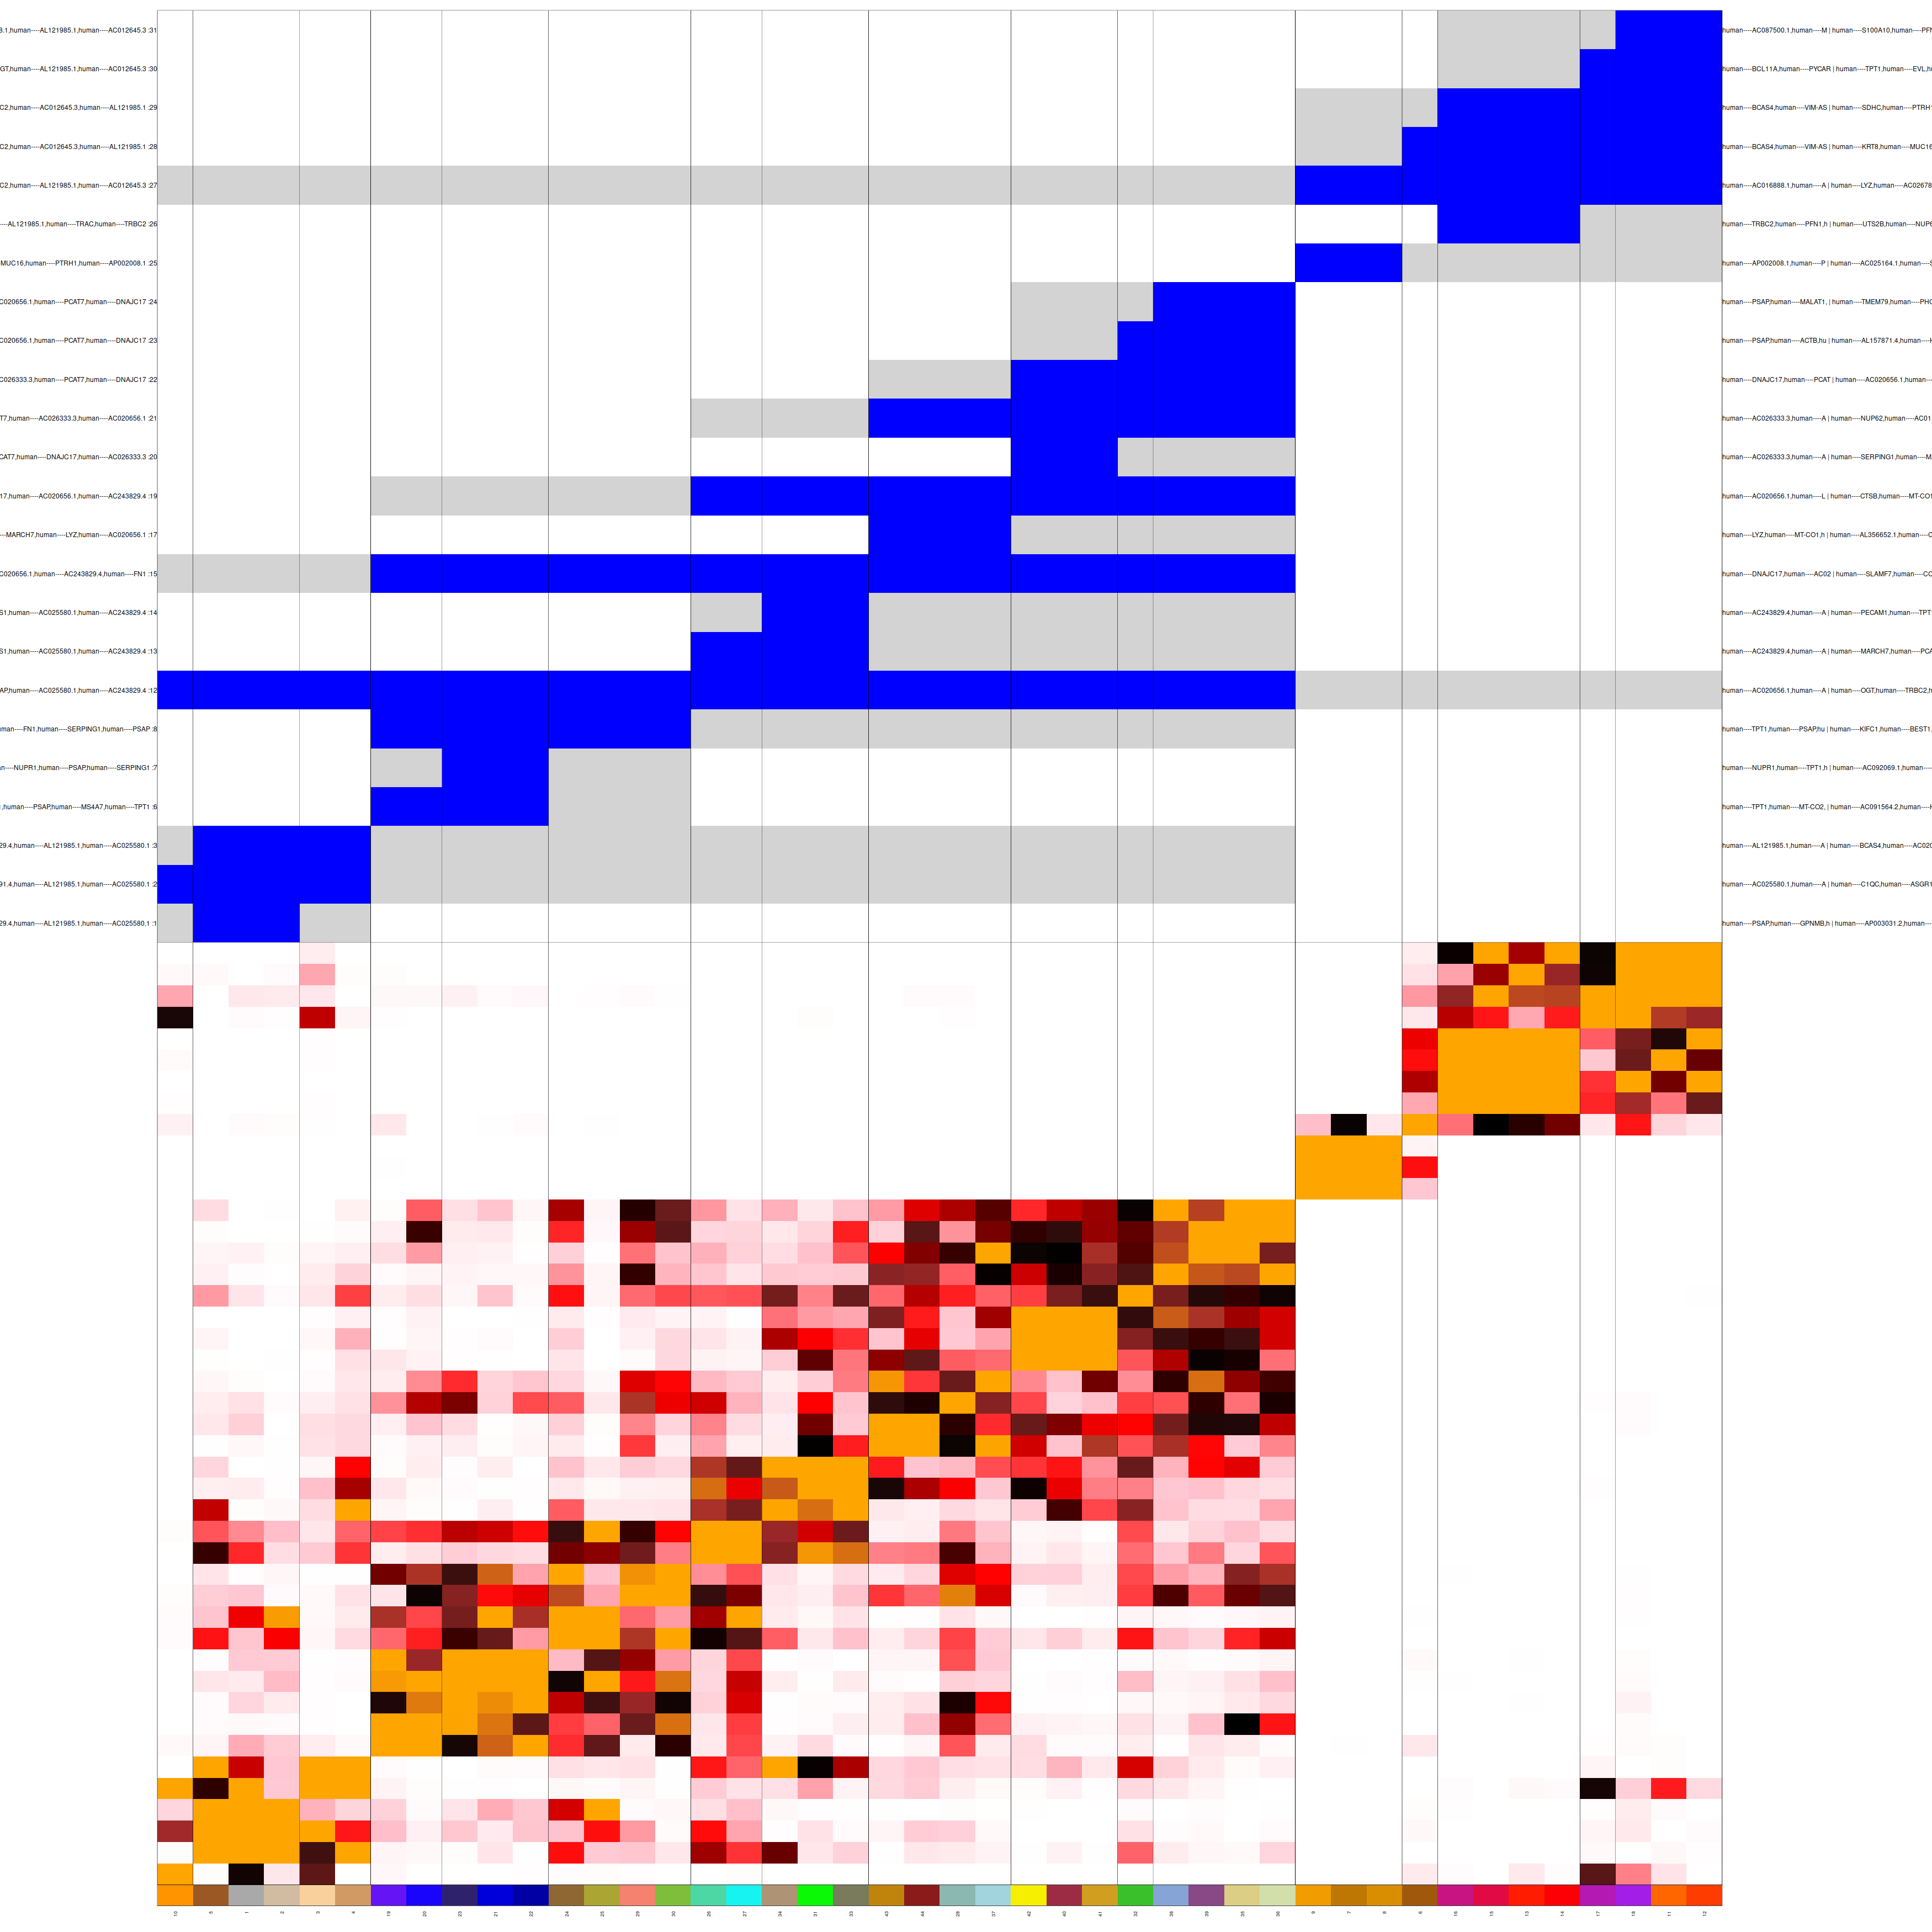 3.1,human----AL121985.1,human----AC012645.3 :31
human----AC087500.1,human----M | human----S100A10,human----PFN
GT,human----AL121985.1,human----AC012645.3 :30
human----BCL11A,human----PYCAR | human----TPT1,human----EVL,h
C2,human----AC012645.3,human----AL121985.1 :29
human----BCAS4,human----VIM-AS | human----SDHC,human----PTRH
C2,human----AC012645.3,human----AL121985.1 :28
human----BCAS4,human----VIM-AS | human----KRT8,human----MUC16
C2,human----AL121985.1,human----AC012645.3 :27
human----AC016888.1,human----A | human----LYZ,human----AC02678
----AL121985.1,human----TRAC,human----TRBC2 :26
human----TRBC2,human----PFN1,h | human----UTS2B,human----NUP6
MUC16,human----PTRH1,human----AP002008.1 :25
human----AP002008.1,human----P | human----AC025164.1,human----S
C020656.1,human----PCAT7,human----DNAJC17 :24
human----PSAP,human----MALAT1, | human----TMEM79,human----PHC
C020656.1,human----PCAT7,human----DNAJC17 :23
human----PSAP,human----ACTB,hu | human----AL157871.4,human----H
C026333.3,human----PCAT7,human----DNAJC17 :22
human----DNAJC17,human----PCAT | human----AC020656.1,human----
T7,human----AC026333.3,human----AC020656.1 :21
human----AC026333.3,human----A | human----NUP62,human----AC01
CAT7,human----DNAJC17,human----AC026333.3 :20
human----AC026333.3,human----A | human----SERPING1,human----M
17,human----AC020656.1,human----AC243829.4 :19
human----AC020656.1,human----L | human----CTSB,human----MT-CO1
---MARCH7,human----LYZ,human----AC020656.1 :17
human----LYZ,human----MT-CO1,h | human----AL356652.1,human----C
C020656.1,human----AC243829.4,human----FN1 :15
human----DNAJC17,human----AC02 | human----SLAMF7,human----CC
S1,human----AC025580.1,human----AC243829.4 :14
human----AC243829.4,human----A | human----PECAM1,human----TPT
S1,human----AC025580.1,human----AC243829.4 :13
human----AC243829.4,human----A | human----MARCH7,human----PCA
AP,human----AC025580.1,human----AC243829.4 :12
human----AC020656.1,human----A | human----OGT,human----TRBC2,h
man----FN1,human----SERPING1,human----PSAP :8
human----TPT1,human----PSAP,hu | human----KIFC1,human----BEST1,
n----NUPR1,human----PSAP,human----SERPING1 :7
human----NUPR1,human----TPT1,h | human----AC092069.1,human----
,human----PSAP,human----MS4A7,human----TPT1 :6
human----TPT1,human----MT-CO2, | human----AC091564.2,human----H
29.4,human----AL121985.1,human----AC025580.1 :3
human----AL121985.1,human----A | human----BCAS4,human----AC020
91.4,human----AL121985.1,human----AC025580.1 :2
human----AC025580.1,human----A | human----C1QC,human----ASGR1
29.4,human----AL121985.1,human----AC025580.1 :1
human----PSAP,human----GPNMB,h | human----AP003031.2,human----